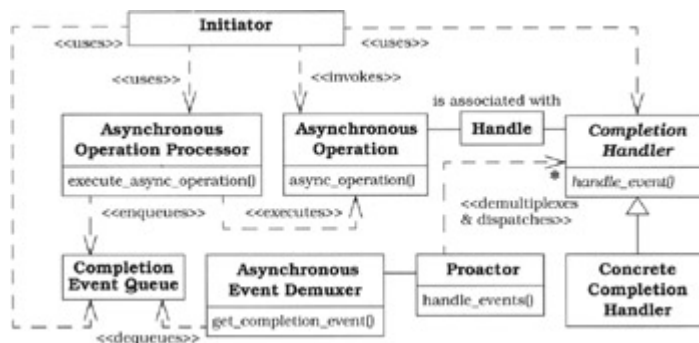 Initiator
<<uses>>
<<uses>>
<<uses>>
<<invokes>>
is associated with
Asynchronous
Operation Processor
execute_async_operation()
Asynchronous
Operation
async_operation()
Handle
Completion
Handler
handle_event()
*
<<enqueues>>
<<executes>>
<<demultiplexes
& dispatches>>
Completion
Event Queue
Asynchronous
Event Demuxer
get_completion_event()
Proactor
handle_events()
Concrete
Completion
Handler
<<dequeues>>